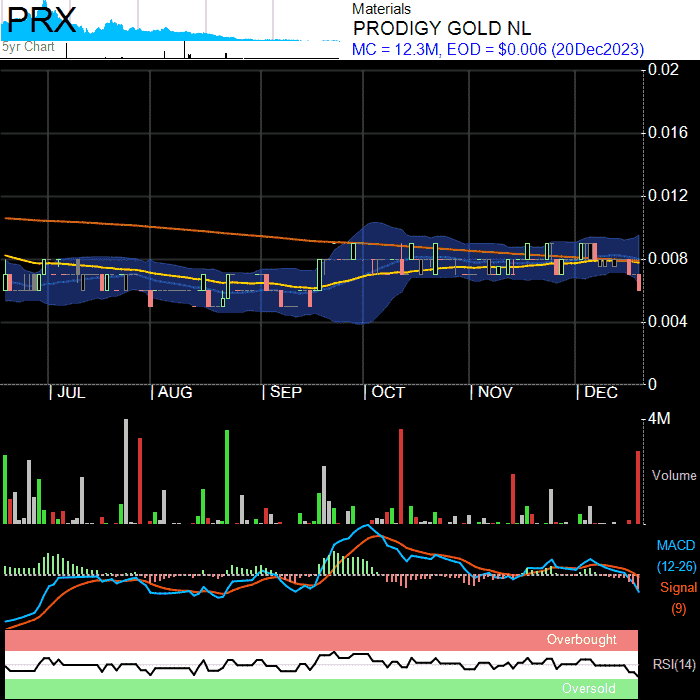 PRX
5yr Chart
Materials
PRODIGY GOLD NL
MC = 12.3M, EOD = $0.006 (20Dec2023)
0.02
0.016
0.012
0.008
0.004
0
| JUL | AUG | SEP | OCT | NOV | DEC
4M
Volume
MACD
(12-26)
Signal
(9)
Overbought
RSI(14)
Oversold